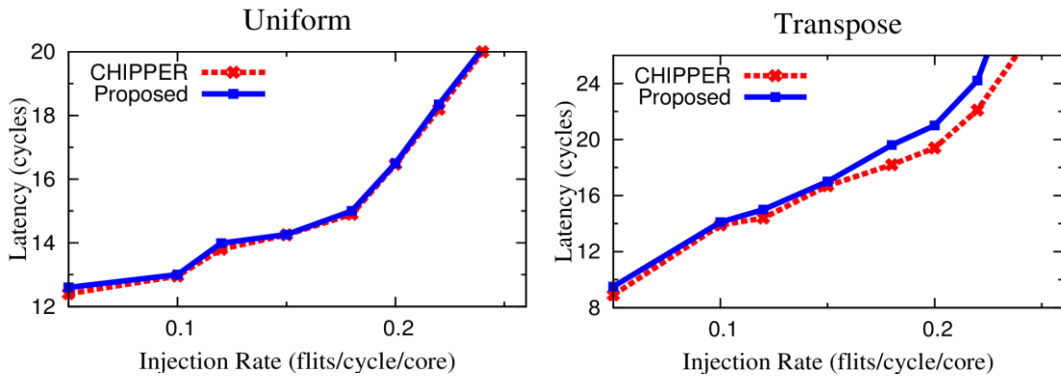 Uniform
20
18
16
14
12
Latency (cycles)
CHIPPER
Proposed
0.1
0.2
Injection Rate (flits/cycle/core)
Transpose
24
20
16
12
8
Latency (cycles)
CHIPPER
Proposed
0.1
0.2
Injection Rate (flits/cycle/core)